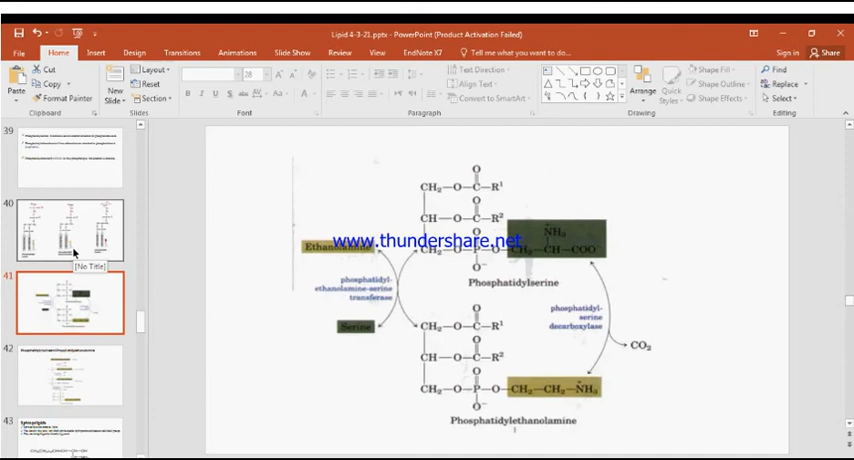 Lipid 4-3-21.pptx - PowerPoint (Product Activation Failed)
File Home Insert Design Transitions Animations Slide Show Review View EndNote X7 Tell me what you want to do... Sign in Share
Paste
Cut
Copy
Format Painter
Clipboard
New Slide
Layout
Reset
Section
Slides
28
B I U S abc AV Aa A
Font
Text Direction
Align Text
Convert to SmartArt
Paragraph
Arrange
Quick Styles
Shape Fill
Shape Outline
Shape Effects
Drawing
Find
Replace
Select
Editing
39
40
[No Title]
41
42
43
Sphingolipids
CH₂—O—C—R¹
O
O
CH—O—C—R²
O
CH₂—O—P—O—CH₂—CH—COO⁻
O⁻
NH₃
+
Phosphatidylserine
www.thundershare.net
Ethanolamine
phosphatidyl-
ethanolamine-serine
transferase
Serine
phosphatidyl-
serine
decarboxylase
CO₂
O
CH₂—O—C—R¹
O
CH—O—C—R²
O
CH₂—O—P—O—CH₂—CH₂—NH₃
+
O⁻
Phosphatidylethanolamine